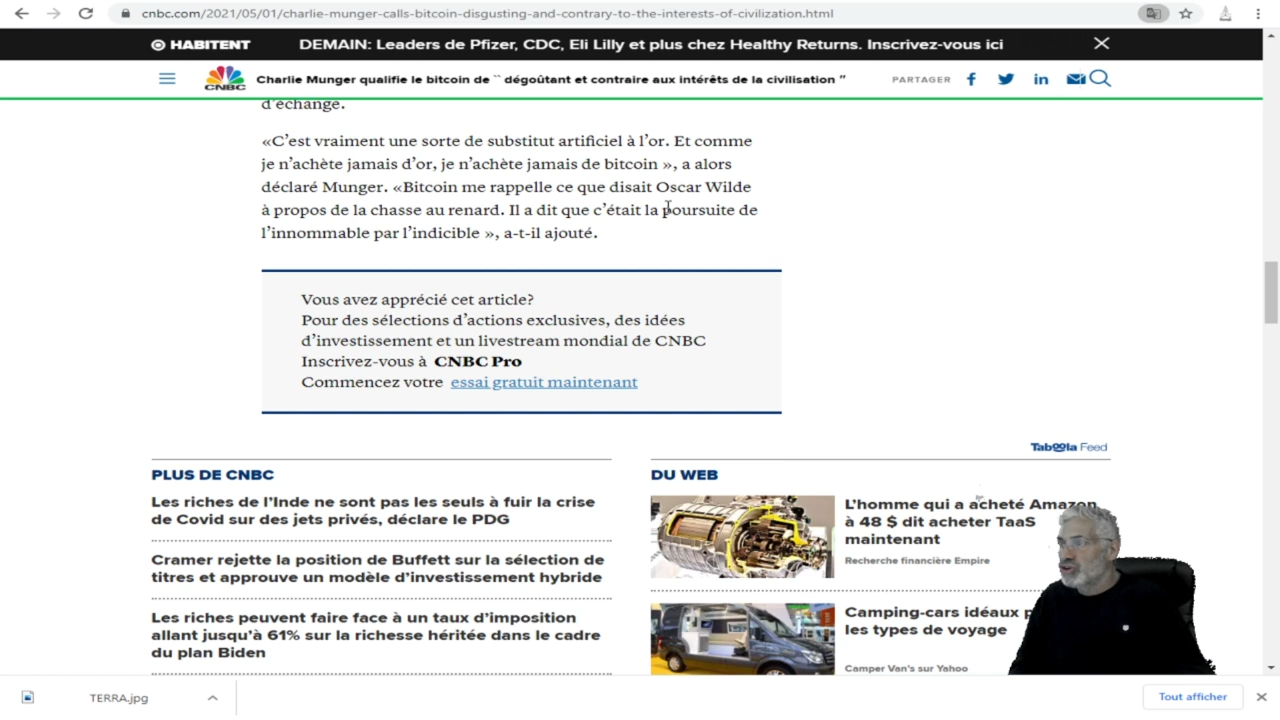 cnbc.com/2021/05/01/charlie-munger-calls-bitcoin-disgusting-and-contrary-to-the-interests-of-civilization.html
HABITENT DEMAIN: Leaders de Pfizer, CDC, Eli Lilly et plus chez Healthy Returns. Inscrivez-vous ici
CNBC Charlie Munger qualifie le bitcoin de `` dégoûtant et contraire aux intérêts de la civilisation '' PARTAGER
d'échange.
«C'est vraiment une sorte de substitut artificiel à l'or. Et comme
je n'achète jamais d'or, je n'achète jamais de bitcoin », a alors
déclaré Munger. «Bitcoin me rappelle ce que disait Oscar Wilde
à propos de la chasse au renard. Il a dit que c'était la poursuite de
l'innommable par l'indicible », a-t-il ajouté.
Vous avez apprécié cet article?
Pour des sélections d'actions exclusives, des idées
d'investissement et un livestream mondial de CNBC
Inscrivez-vous à CNBC Pro
Commencez votre essai gratuit maintenant
Taboola Feed
PLUS DE CNBC
Les riches de l'Inde ne sont pas les seuls à fuir la crise
de Covid sur des jets privés, déclare le PDG
Cramer rejette la position de Buffett sur la sélection de
titres et approuve un modèle d'investissement hybride
Les riches peuvent faire face à un taux d'imposition
allant jusqu'à 61% sur la richesse héritée dans le cadre
du plan Biden
DU WEB
L'homme qui a acheté Amazon
à 48 $ dit acheter TaaS
maintenant
Recherche financière Empire
Camping-cars idéaux p
les types de voyage
Camper Van's sur Yahoo
TERRA.jpg
Tout afficher